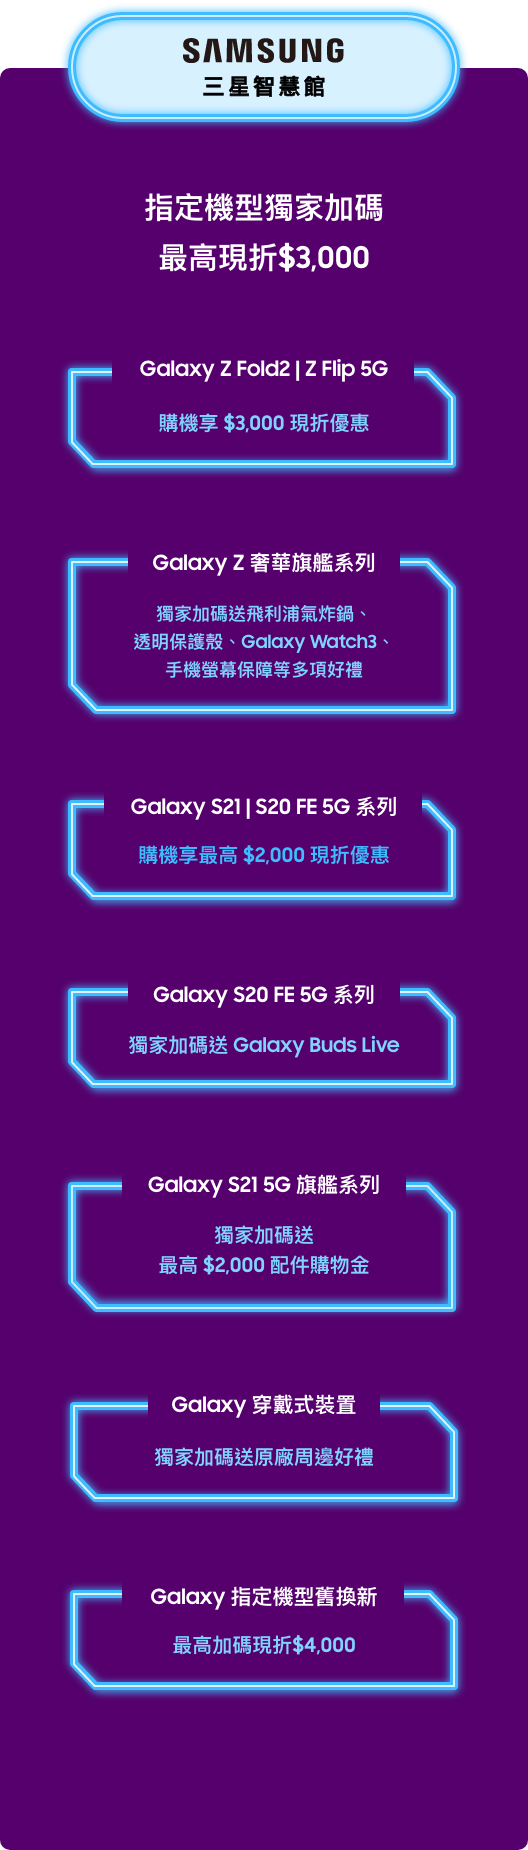 SAMSUNG
三星智慧館
指定機型獨家加碼
最高現折$3,000
Galaxy Z Fold2 | Z Flip 5G
購機享 $3,000 現折優惠
Galaxy Z 奢華旗艦系列
獨家加碼送飛利浦氣炸鍋、
透明保護殼、Galaxy Watch3、
手機螢幕保障等多項好禮
Galaxy S21 | S20 FE 5G 系列
購機享最高 $2,000 現折優惠
Galaxy S20 FE 5G 系列
獨家加碼送 Galaxy Buds Live
Galaxy S21 5G 旗艦系列
獨家加碼送
最高 $2,000 配件購物金
Galaxy 穿戴式裝置
獨家加碼送原廠周邊好禮
Galaxy 指定機型舊換新
最高加碼現折$4,000